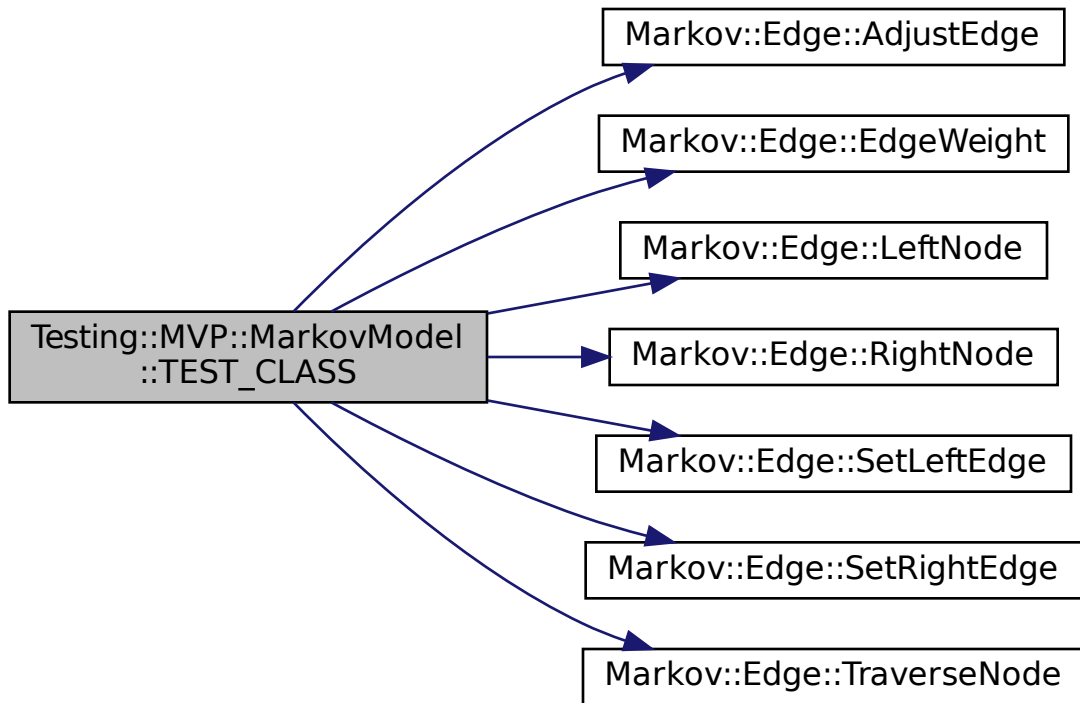 Markov::Edge::AdjustEdge
Markov::Edge::EdgeWeight
Markov::Edge::LeftNode
Testing::MVP::MarkovModel
::TEST_CLASS
Markov::Edge::RightNode
Markov::Edge::SetLeftEdge
Markov::Edge::SetRightEdge
Markov::Edge::TraverseNode